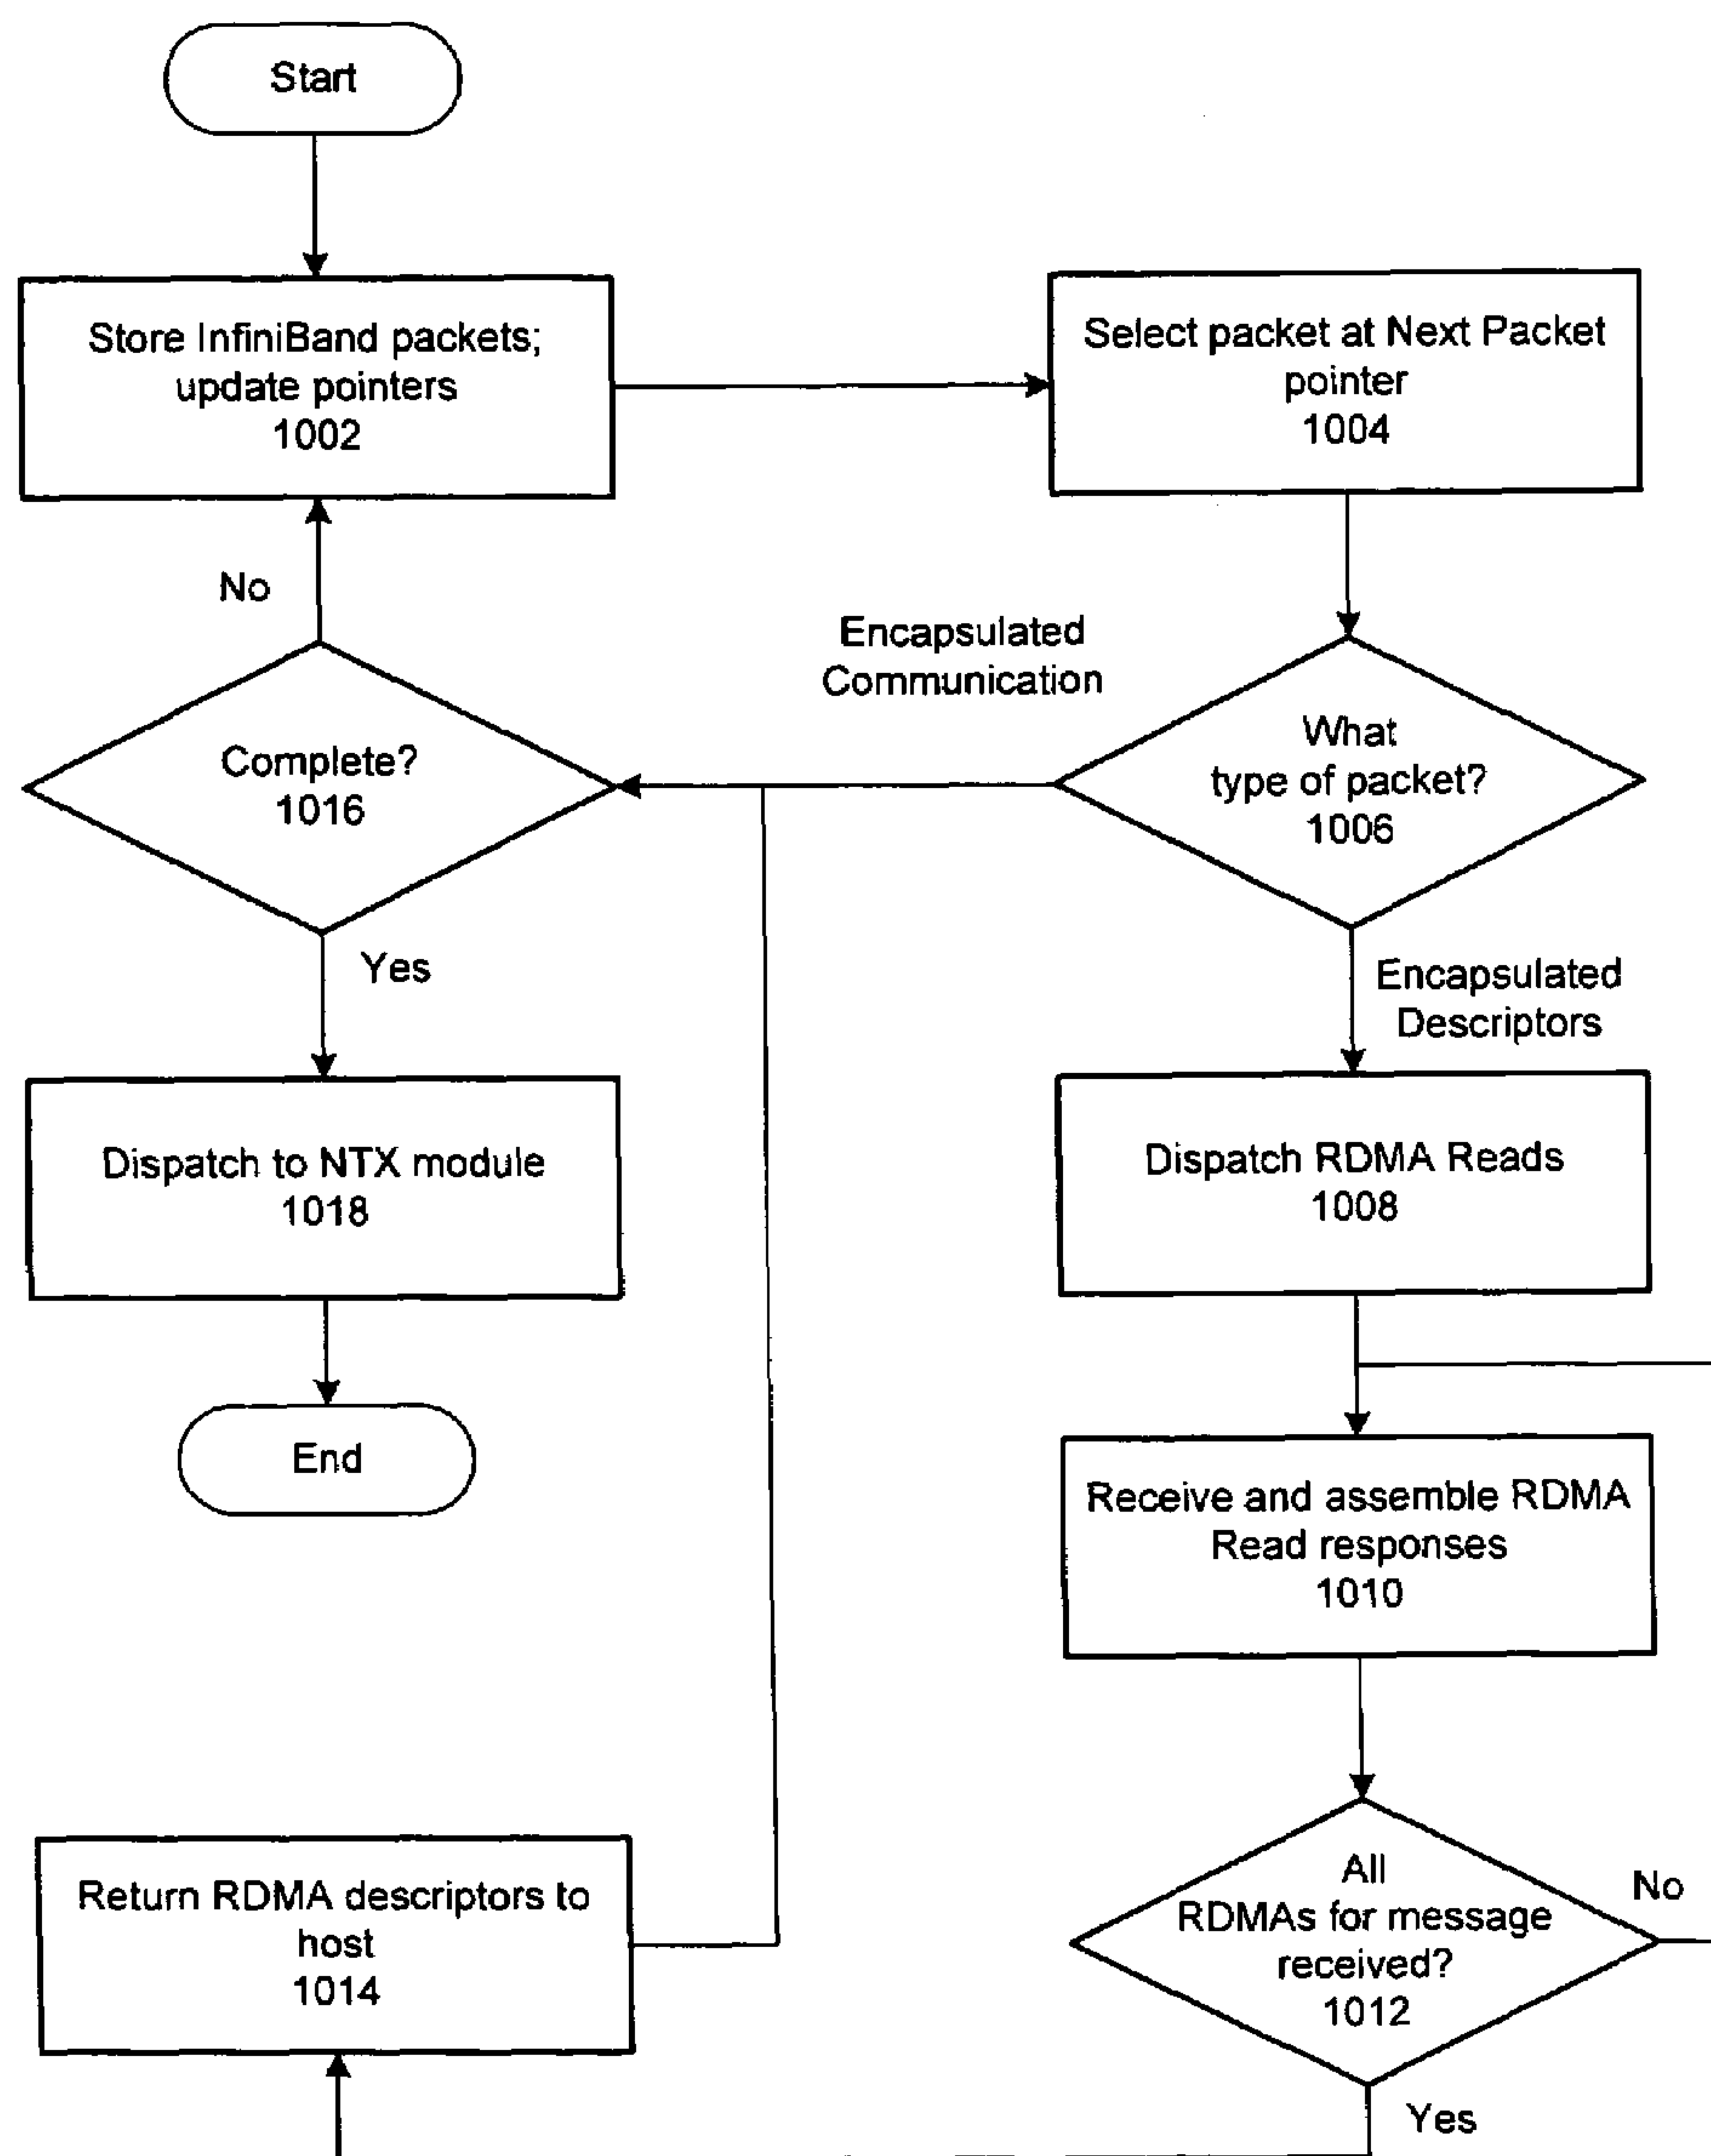 Start
Store InfiniBand packets;
update pointers
1002
Select packet at Next Packet
pointer
1004
No
Encapsulated
Communication
What
type of packet?
1006
Complete?
1016
Yes
Encapsulated
Descriptors
Dispatch to NTX module
1018
Dispatch RDMA Reads
1008
End
Receive and assemble RDMA
Read responses
1010
Return RDMA descriptors to
host
1014
All
RDMAs for message
received?
1012
No
Yes